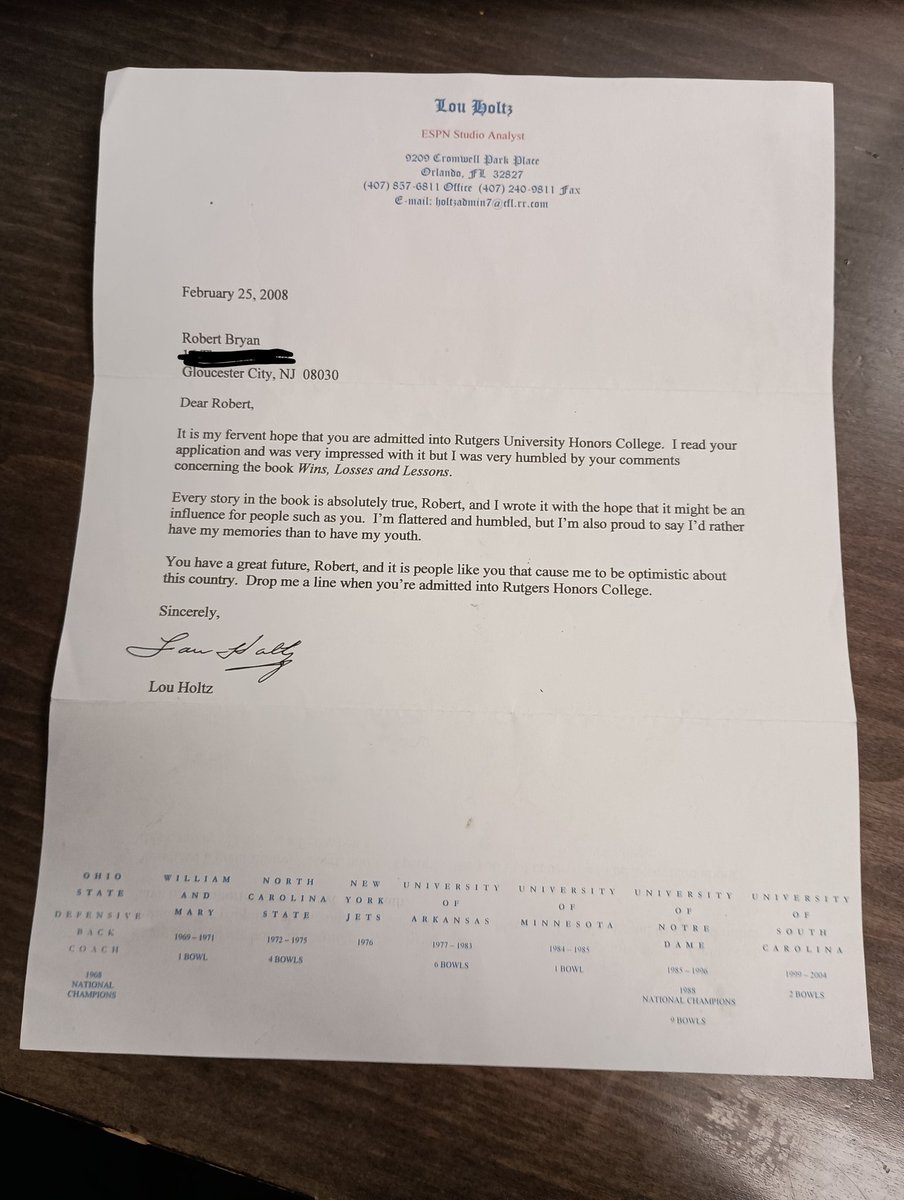 Lou Holtz
ESPN Studio Analyst
9209 Cromwell Park Place
Orlando, FL 32827
(407) 857-6811 Office (407) 240-9811 Fax
E-mail: holtzadmin7@cfl.rr.com
February 25, 2008
Robert Bryan
Gloucester City, NJ 08030
Dear Robert,
It is my fervent hope that you are admitted into Rutgers University Honors College. I read your
application and was very impressed with it but I was very humbled by your comments
concerning the book Wins, Losses and Lessons.
Every story in the book is absolutely true, Robert, and I wrote it with the hope that it might be an
influence for people such as you. I'm flattered and humbled, but I'm also proud to say I'd rather
have my memories than to have my youth.
You have a great future, Robert, and it is people like you that cause me to be optimistic about
this country. Drop me a line when you're admitted into Rutgers Honors College.
Sincerely,
Lou Holtz
Lou Holtz
OHIO
STATE
DEFENSIVE
BACK
COACH
1968
NATIONAL
CHAMPIONS
WILLIAM
AND
MARY
1969 – 1971
1 BOWL
NORTH
CAROLINA
STATE
1972 – 1975
4 BOWLS
NEW
YORK
JETS
1976
UNIVERSITY
OF
ARKANSAS
1977 – 1983
6 BOWLS
UNIVERSITY
OF
MINNESOTA
1984 – 1985
1 BOWL
UNIVERSITY
OF
NOTRE
DAME
1985 – 1996
1988
NATIONAL CHAMPIONS
9 BOWLS
UNIVERSITY
OF
SOUTH
CAROLINA
1999 – 2004
2 BOWLS